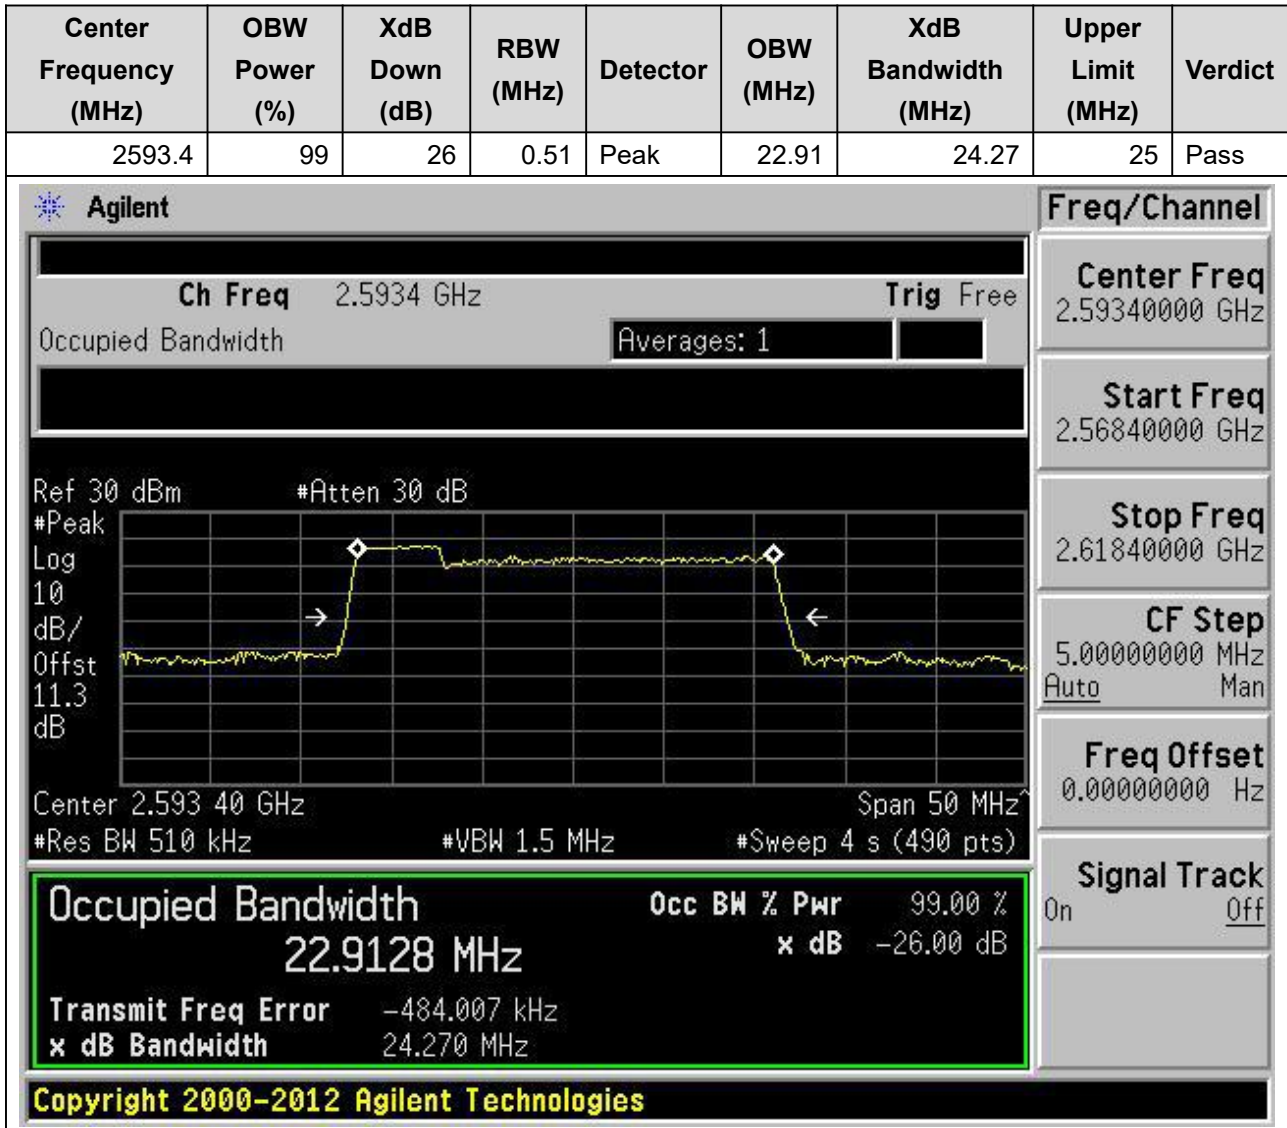 Center Frequency (MHz) OBW Power (%) XdB Down (dB) RBW (MHz) Detector OBW (MHz) XdB Bandwidth (MHz) Upper Limit (MHz) Verdict
2593.4 99 26 0.51 Peak 22.91 24.27 25 Pass
Agilent
Freq/Channel
Ch Freq 2.5934 GHz Trig Free
Occupied Bandwidth Averages: 1
Ref 30 dBm #Atten 30 dB
#Peak
Log
10
dB/
Offst
11.3
dB
Center 2.593 40 GHz Span 50 MHz^
#Res BW 510 kHz #VBW 1.5 MHz #Sweep 4 s (490 pts)
Occupied Bandwidth Occ BW % Pwr 99.00 %
22.9128 MHz x dB -26.00 dB
Transmit Freq Error -484.007 kHz
x dB Bandwidth 24.270 MHz
Center Freq
2.59340000 GHz
Start Freq
2.56840000 GHz
Stop Freq
2.61840000 GHz
CF Step
5.00000000 MHz
Auto Man
Freq Offset
0.00000000 Hz
Signal Track
On Off
Copyright 2000-2012 Agilent Technologies